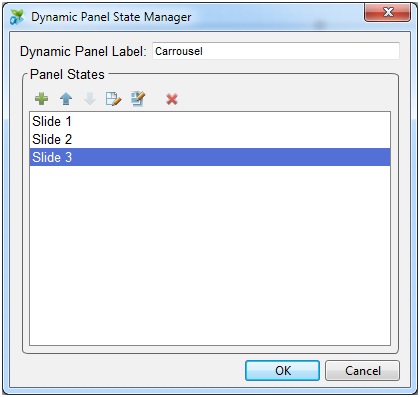 Dynamic Panel State Manager
Dynamic Panel Label: Carrousel
Panel States
Slide 1
Slide 2
Slide 3
OK Cancel